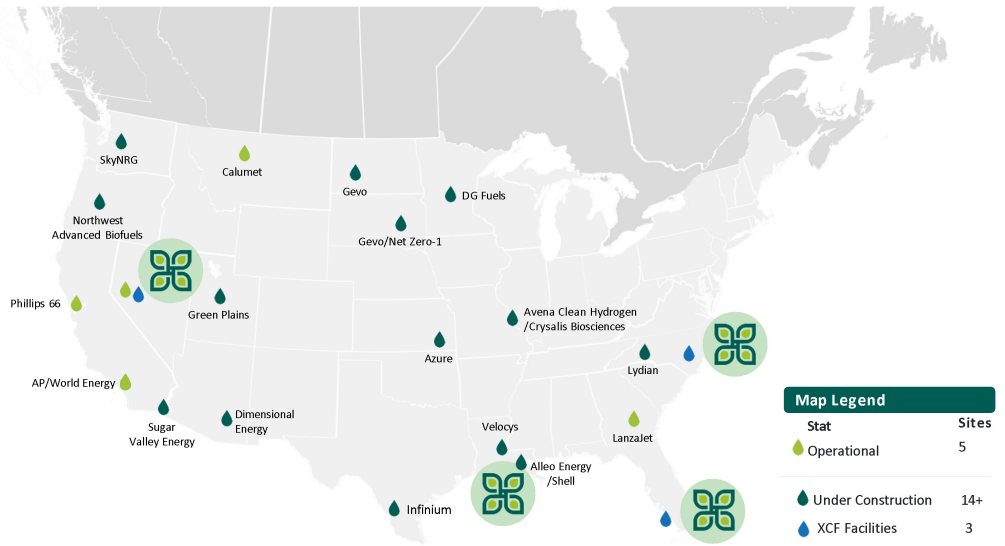 SkyNRG
Calumet
Gevo
DG Fuels
Northwest
Advanced Biofuels
Gevo/Net Zero-1
Phillips 66
Green Plains
Avena Clean Hydrogen
/Crysalis Biosciences
Azure
Lydian
AP/World Energy
Sugar
Valley Energy
Dimensional
Energy
Velocys
LanzaJet
Alleo Energy
/Shell
Infinium
Map Legend
Stat Sites
Operational 5
Under Construction 14+
XCF Facilities 3